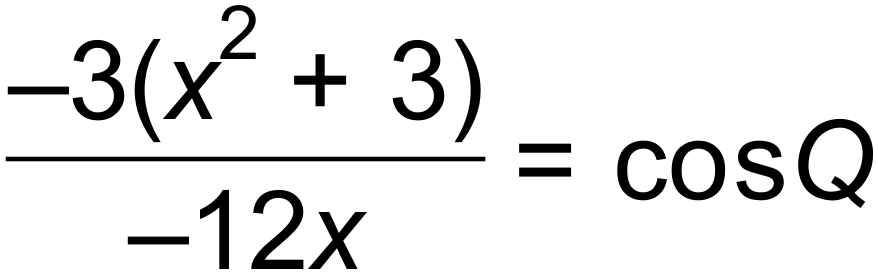 –3(x² + 3)
–12x
= cosQ